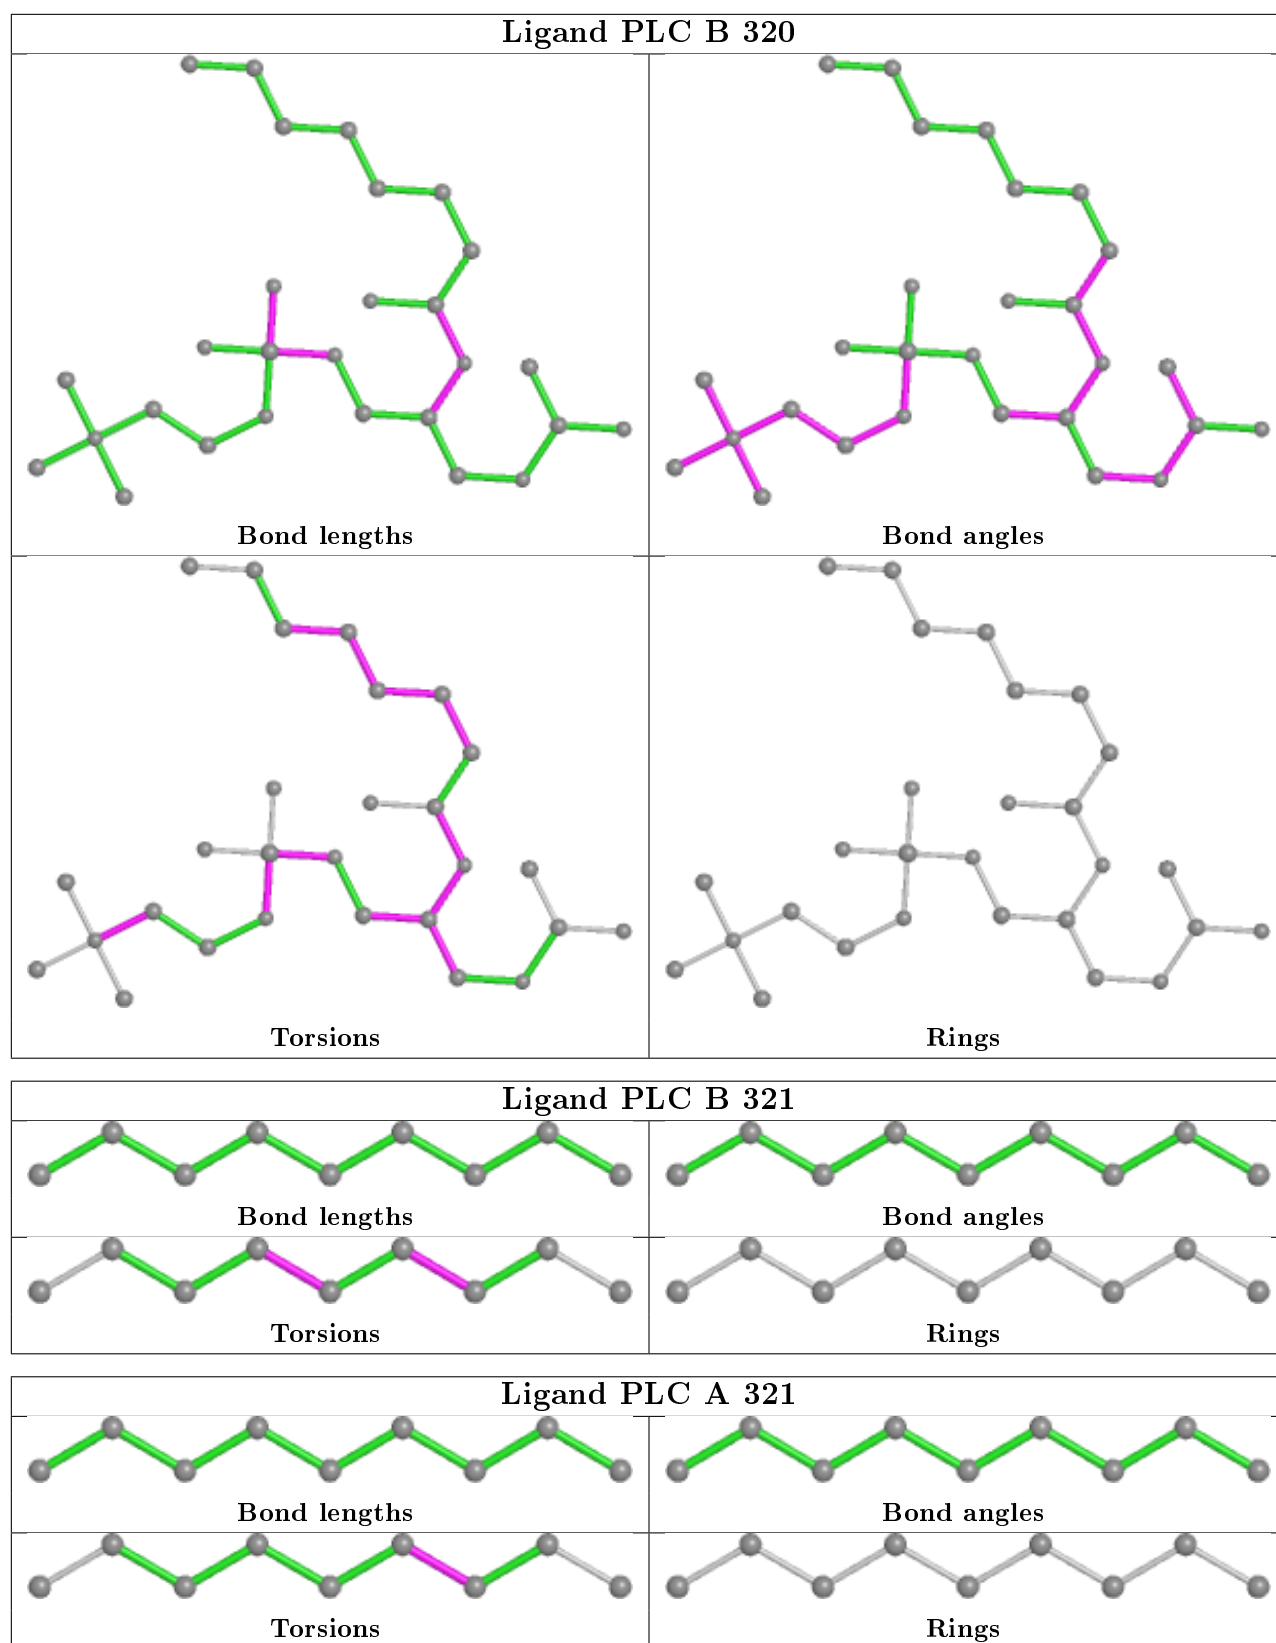 Ligand PLC B 320
Bond lengths
Bond angles
Torsions
Rings
Ligand PLC B 321
Bond lengths
Bond angles
Torsions
Rings
Ligand PLC A 321
Bond lengths
Bond angles
Torsions
Rings